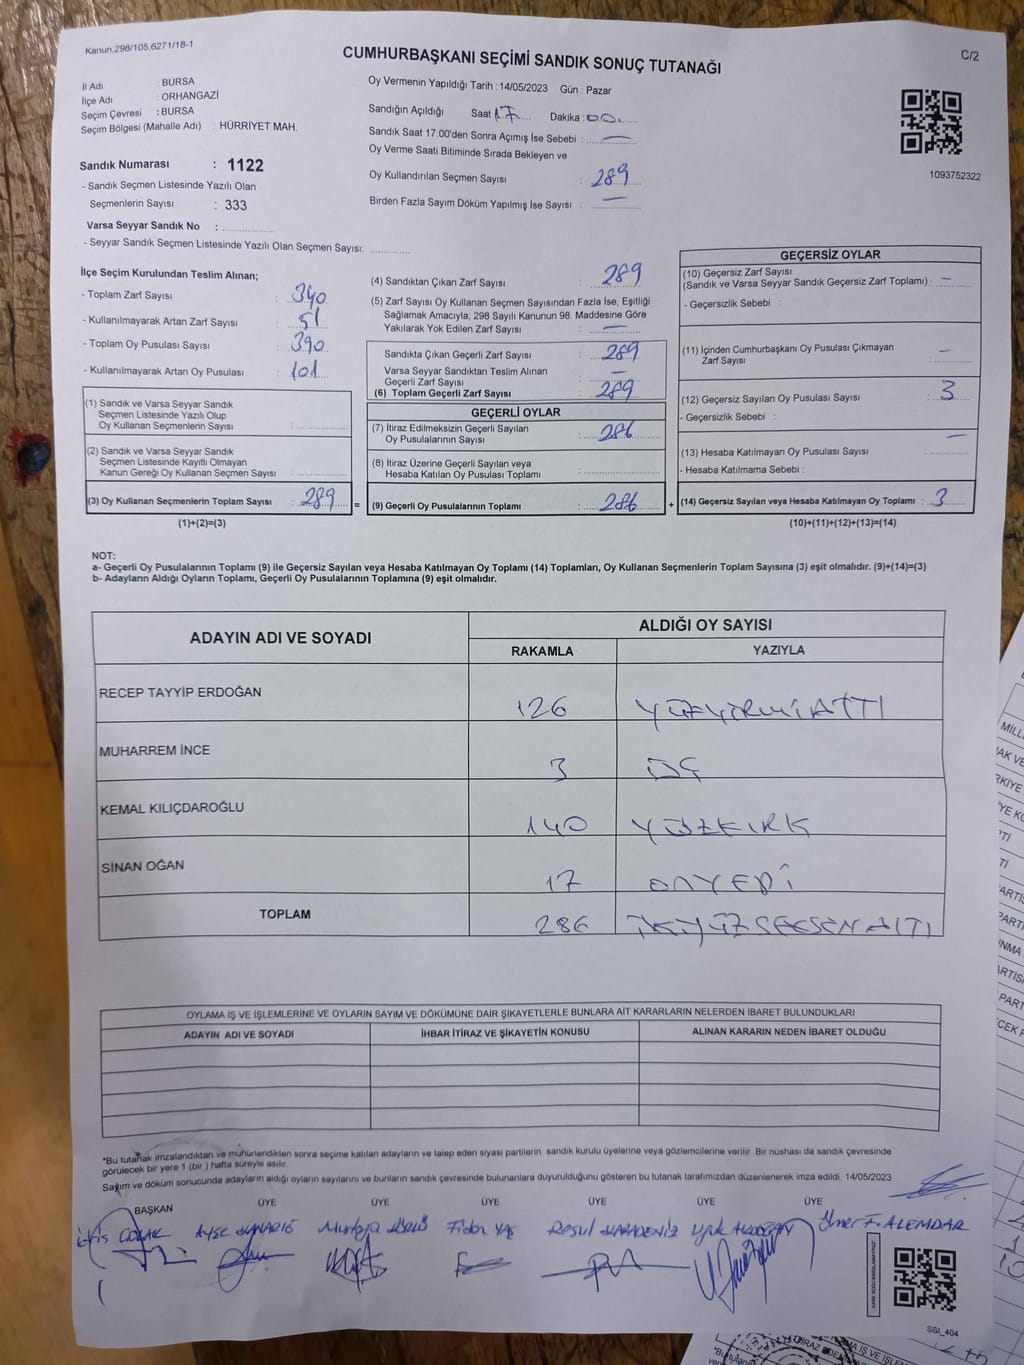 Kanun,298/105,6271/18-1
C/2
CUMHURBAŞKANI SEÇİMİ SANDIK SONUÇ TUTANAĞI
İl Adı : BURSA
İlçe Adı : ORHANGAZİ
Seçim Çevresi : BURSA
Seçim Bölgesi (Mahalle Adı) : HÜRRİYET MAH.
Sandık Numarası : 1122
- Sandık Seçmen Listesinde Yazılı Olan
Seçmenlerin Sayısı : 333
Varsa Seyyar Sandık No :
- Seyyar Sandık Seçmen Listesinde Yazılı Olan Seçmen Sayısı:
Oy Vermenin Yapıldığı Tarih : 14/05/2023 Gün : Pazar
Sandığın Açıldığı Saat 17 Dakika : 00
Sandık Saat 17:00'den Sonra Açımış İse Sebebi : —
Oy Verme Saati Bitiminde Sırada Bekleyen ve
Oy Kullandırılan Seçmen Sayısı : 289
Birden Fazla Sayım Döküm Yapılmış İse Sayısı : —
1093752322
İlçe Seçim Kurulundan Teslim Alınan;
- Toplam Zarf Sayısı : 340
- Kullanılmayarak Artan Zarf Sayısı : 51
- Toplam Oy Pusulası Sayısı : 390
- Kullanılmayarak Artan Oy Pusulası : 101
(1) Sandık ve Varsa Seyyar Sandık
Seçmen Listesinde Yazılı Olup
Oy Kullanan Seçmenlerin Sayısı :
(2) Sandık ve Varsa Seyyar Sandık
Seçmen Listesinde Kayıtlı Olmayan
Kanun Gereği Oy Kullanan Seçmen Sayısı :
(3) Oy Kullanan Seçmenlerin Toplam Sayısı : 289 =
(1)+(2)=(3)
(4) Sandıktan Çıkan Zarf Sayısı : 289
(5) Zarf Sayısı Oy Kullanan Seçmen Sayısından Fazla İse, Eşitliği
Sağlamak Amacıyla; 298 Sayılı Kanunun 98. Maddesine Göre
Yakılarak Yok Edilen Zarf Sayısı : —
Sandıkta Çıkan Geçerli Zarf Sayısı : 289
Varsa Seyyar Sandıktan Teslim Alınan
Geçerli Zarf Sayısı : —
(6) Toplam Geçerli Zarf Sayısı : 289
GEÇERLİ OYLAR
(7) İtiraz Edilmeksizin Geçerli Sayılan
Oy Pusulalarının Sayısı : 286
(8) İtiraz Üzerine Geçerli Sayılan veya
Hesaba Katılan Oy Pusulası Toplamı :
(9) Geçerli Oy Pusulalarının Toplamı : 286 +
GEÇERSİZ OYLAR
(10) Geçersiz Zarf Sayısı
(Sandık ve Varsa Seyyar Sandık Geçersiz Zarf Toplamı) : —
- Geçersizlik Sebebi :
(11) İçinden Cumhurbaşkanı Oy Pusulası Çıkmayan
Zarf Sayısı : —
(12) Geçersiz Sayılan Oy Pusulası Sayısı : 3
- Geçersizlik Sebebi :
(13) Hesaba Katılmayan Oy Pusulası Sayısı : —
- Hesaba Katılmama Sebebi :
(14) Geçersiz Sayılan veya Hesaba Katılmayan Oy Toplamı : 3
(10)+(11)+(12)+(13)=(14)
NOT:
a- Geçerli Oy Pusulalarının Toplamı (9) ile Geçersiz Sayılan veya Hesaba Katılmayan Oy Toplamı (14) Toplamları, Oy Kullanan Seçmenlerin Toplam Sayısına (3) eşit olmalıdır. (9)+(14)=(3)
b- Adayların Aldığı Oyların Toplamı, Geçerli Oy Pusulalarının Toplamına (9) eşit olmalıdır.
ADAYIN ADI VE SOYADI
ALDIĞI OY SAYISI
RAKAMLA YAZIYLA
RECEP TAYYİP ERDOĞAN 126 YÜZYİRMİATTI
MUHARREM İNCE 3 ÜÇ
KEMAL KILIÇDAROĞLU 140 YÜZKIRK
SİNAN OĞAN 17 ONYEDİ
TOPLAM 286 İKİYÜZSEKSENALTI
OYLAMA İŞ VE İŞLEMLERİNE VE OYLARIN SAYIM VE DÖKÜMÜNE DAİR ŞİKAYETLERLE BUNLARA AİT KARARLARIN NELERDEN İBARET BULUNDUKLARI
ADAYIN ADI VE SOYADI İHBAR İTİRAZ VE ŞİKAYETİN KONUSU ALINAN KARARIN NEDEN İBARET OLDUĞU
*Bu tutanak imzalandıktan ve mühürlendikten sonra seçime katılan adayların ve talep eden siyasi partilerin sandık kurulu üyelerine veya gözlemcilerine verilir. Bir nüshası da sandık çevresinde
görülecek bir yere 1 (bir ) hafta süreyle asılır.
Sayım ve döküm sonucunda adayların aldığı oyların sayılarını ve bunların sandık çevresinde bulunanlara duyurulduğunu gösteren bu tutanak tarafımızdan düzenlenerek imza edildi. 14/05/2023
BAŞKAN ÜYE ÜYE ÜYE ÜYE ÜYE ÜYE
Ayşe Mustafa Fidan Resul KARADENİZ Ömer F. ALEMDAR
SSI_404